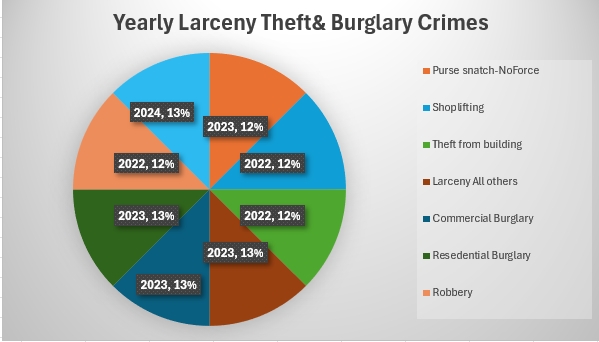 Yearly Larceny Theft& Burglary Crimes
Purse snatch-NoForce
Shoplifting
Theft from building
Larceny All others
Commercial Burglary
Resedential Burglary
Robbery
2024, 13%
2023, 12%
2022, 12%
2022, 12%
2023, 13%
2022, 12%
2023, 13%
2023, 13%